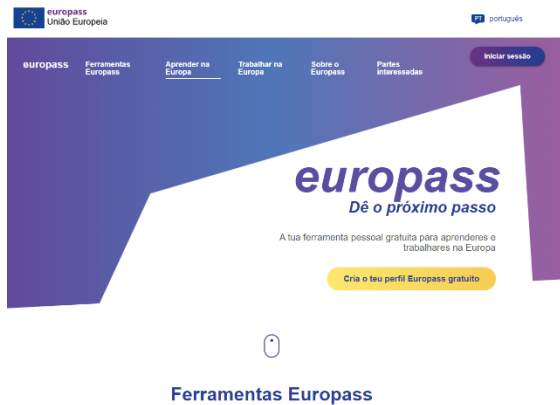 europass
União Europeia
PT português
europass
Ferramentas
Europass
Aprender na
Europa
Trabalhar na
Europa
Sobre o
Europass
Partes
interessadas
Iniciar sessão
europass
Dê o próximo passo
A tua ferramenta pessoal gratuita para aprenderes e
trabalhares na Europa
Cria o teu perfil Europass gratuito
Ferramentas Europass